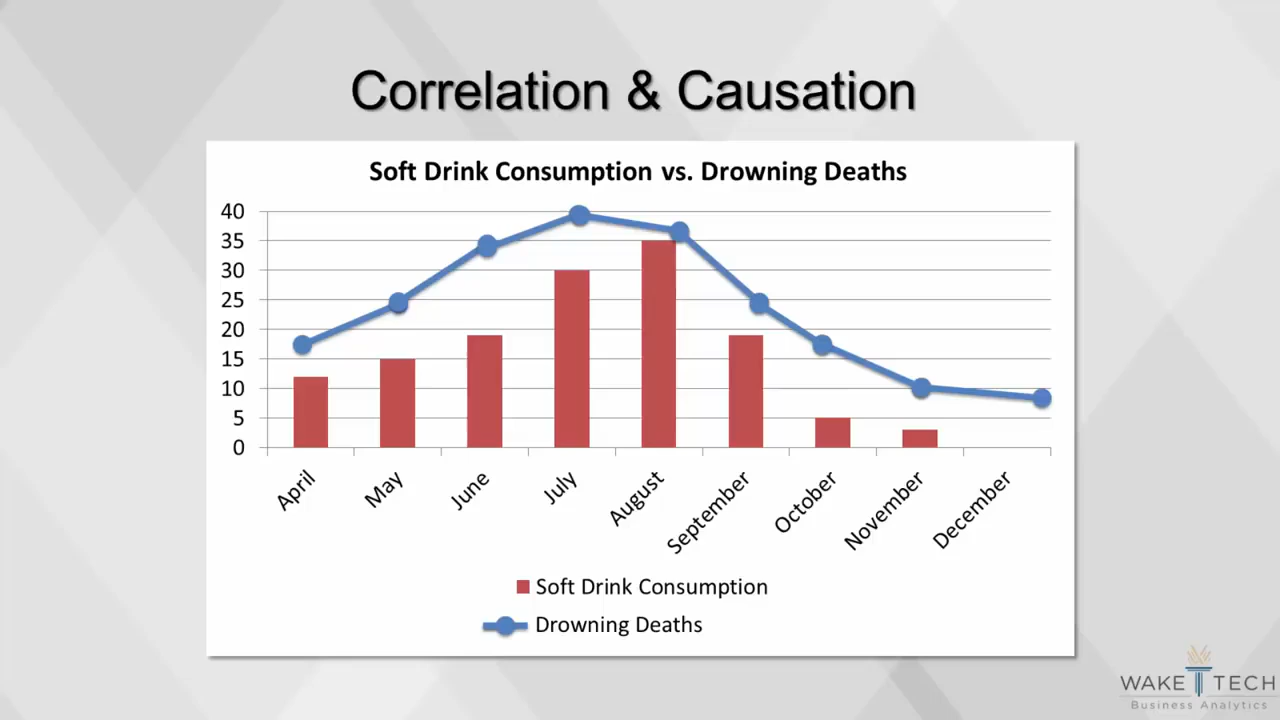 Correlation & Causation
Soft Drink Consumption vs. Drowning Deaths
40
35
30
25
20
15
10
5
0
April
May
June
July
August
September
October
November
December
Soft Drink Consumption
Drowning Deaths
WAKE TECH
Business Analytics